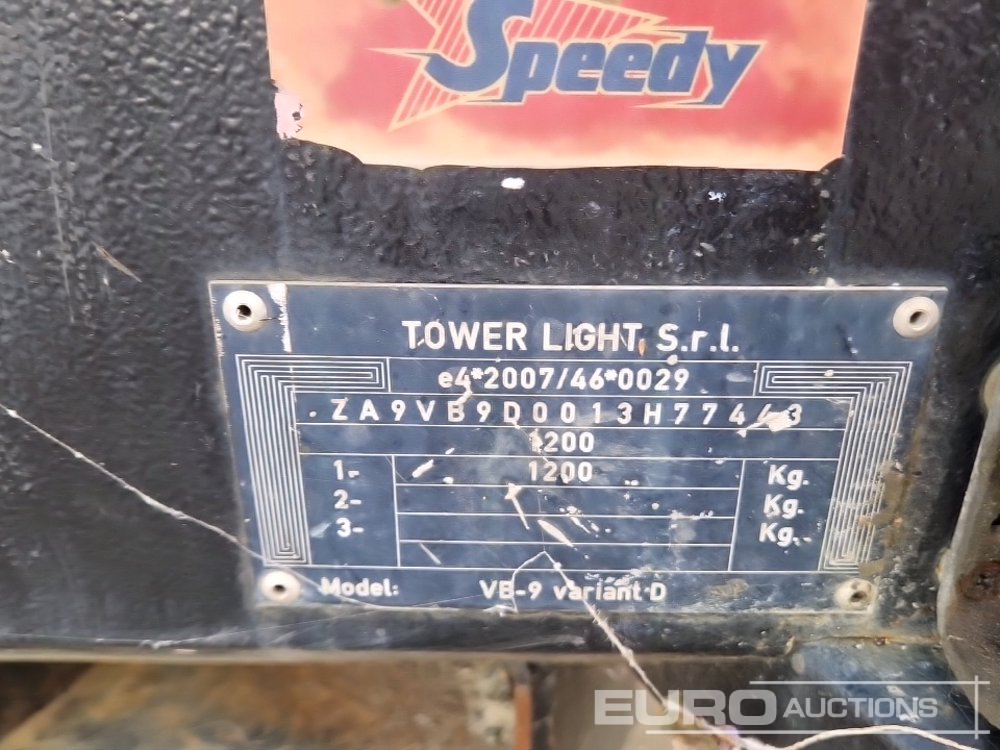 Speedy
TOWER LIGHT S.r.l.
e4*2007/46*0029
1200
1- 1200 Kg.
2- Kg.
3- Kg.
Model: VB-9 variant D
EURO AUCTIONS